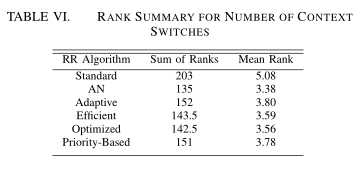 TABLE VI. RANK SUMMARY FOR NUMBER OF CONTEXT
SWITCHES
RR Algorithm Sum of Ranks Mean Rank
Standard 203 5.08
AN 135 3.38
Adaptive 152 3.80
Efficient 143.5 3.59
Optimized 142.5 3.56
Priority-Based 151 3.78